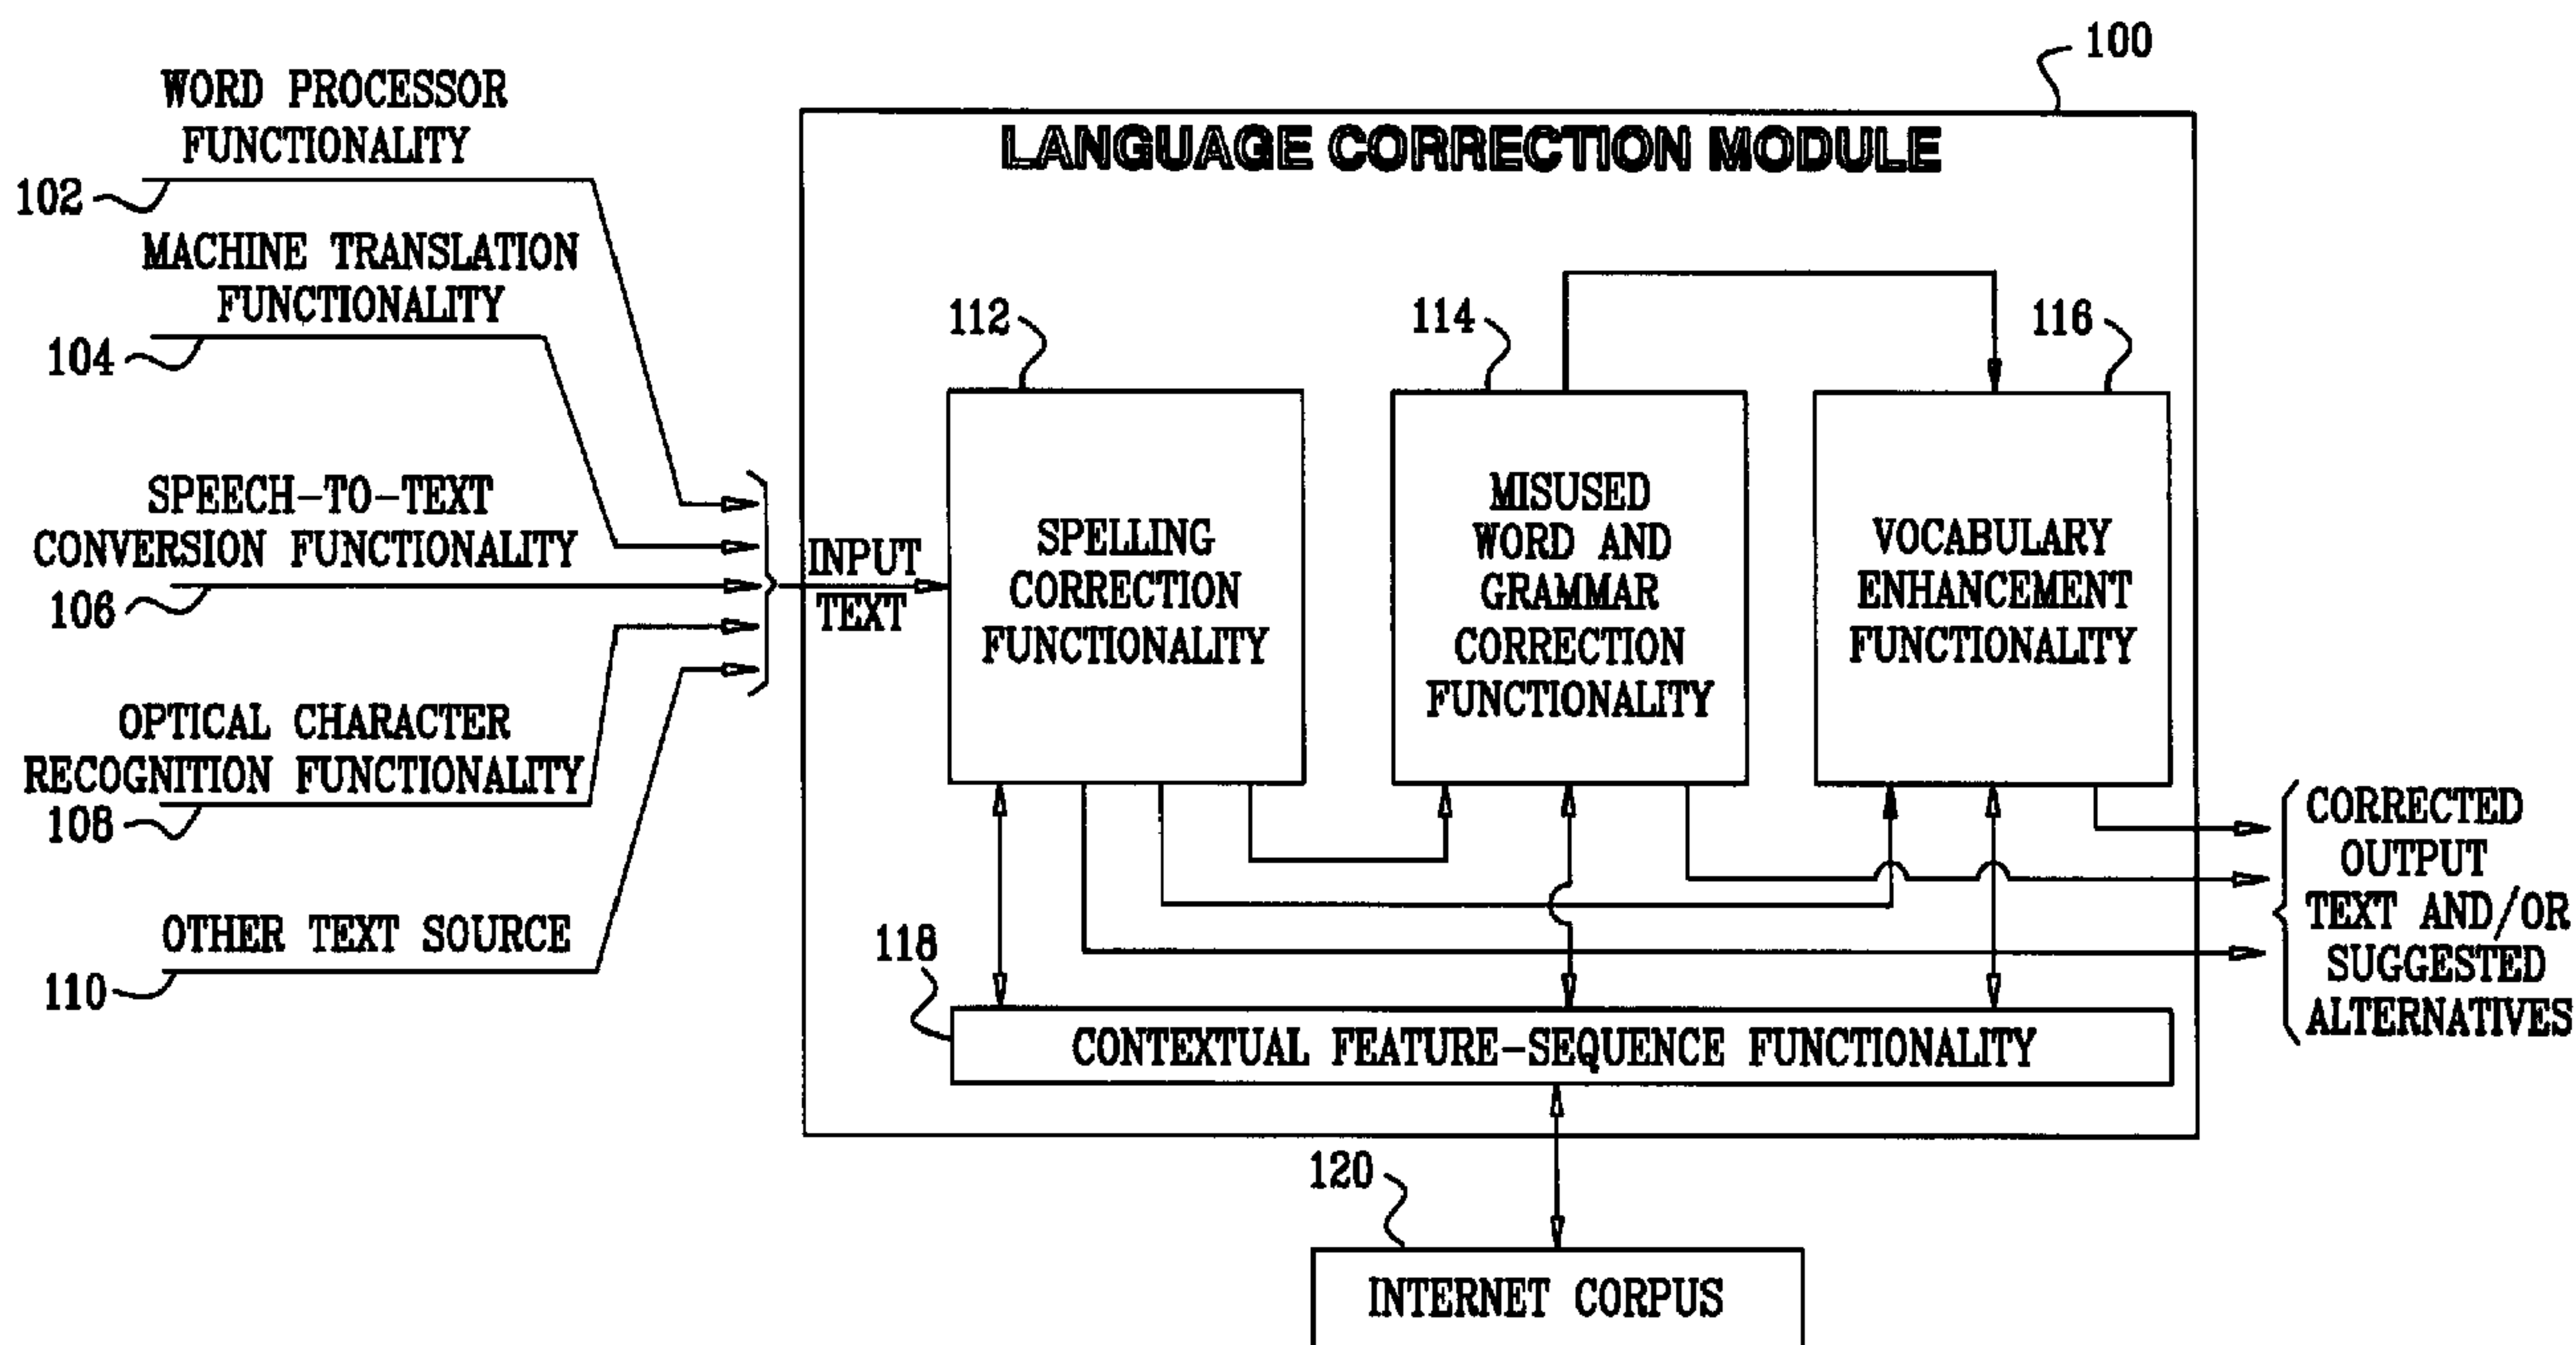 WORD PROCESSOR
FUNCTIONALITY
102
MACHINE TRANSLATION
FUNCTIONALITY
104
SPEECH-TO-TEXT
CONVERSION FUNCTIONALITY
106
OPTICAL CHARACTER
RECOGNITION FUNCTIONALITY
108
OTHER TEXT SOURCE
110
INPUT
TEXT
100
LANGUAGE CORRECTION MODULE
112
SPELLING
CORRECTION
FUNCTIONALITY
114
MISUSED
WORD AND
GRAMMAR
CORRECTION
FUNCTIONALITY
116
VOCABULARY
ENHANCEMENT
FUNCTIONALITY
118
CONTEXTUAL FEATURE-SEQUENCE FUNCTIONALITY
120
INTERNET CORPUS
CORRECTED
OUTPUT
TEXT AND/OR
SUGGESTED
ALTERNATIVES